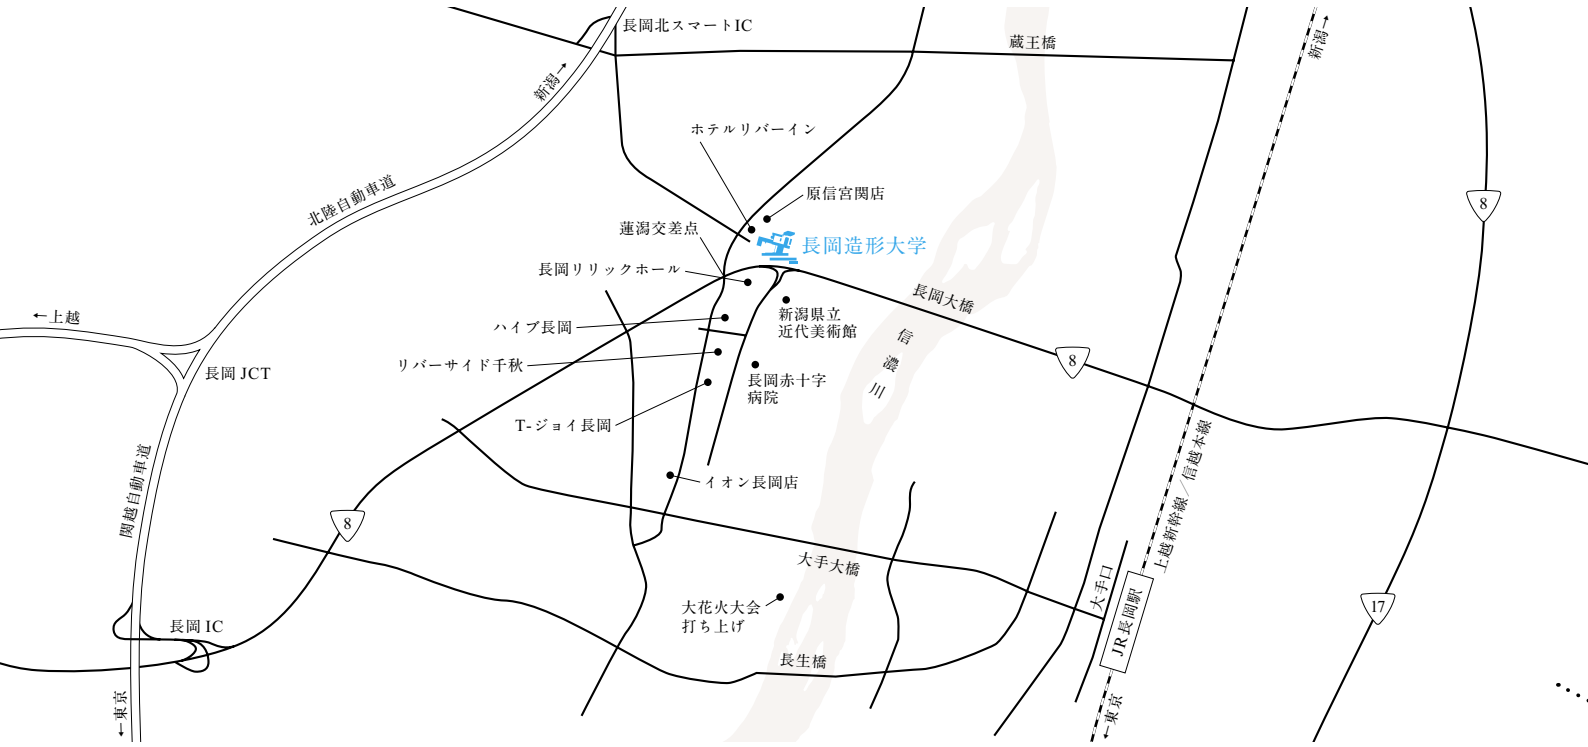 長岡北スマートIC
蔵王橋
新潟→
新潟→
ホテルリバーイン
原信宮関店
8
北陸自動車道
蓮潟交差点
長岡造形大学
長岡リリックホール
長岡大橋
←上越
ハイブ長岡
新潟県立
近代美術館
信濃川
8
リバーサイド千秋
長岡JCT
長岡赤十字
病院
T-ジョイ長岡
関越自動車道
イオン長岡店
上越新幹線／信越本線
8
大手大橋
大手口
大花火大会
打ち上げ
JR長岡駅
17
長岡IC
長生橋
←東京
←東京